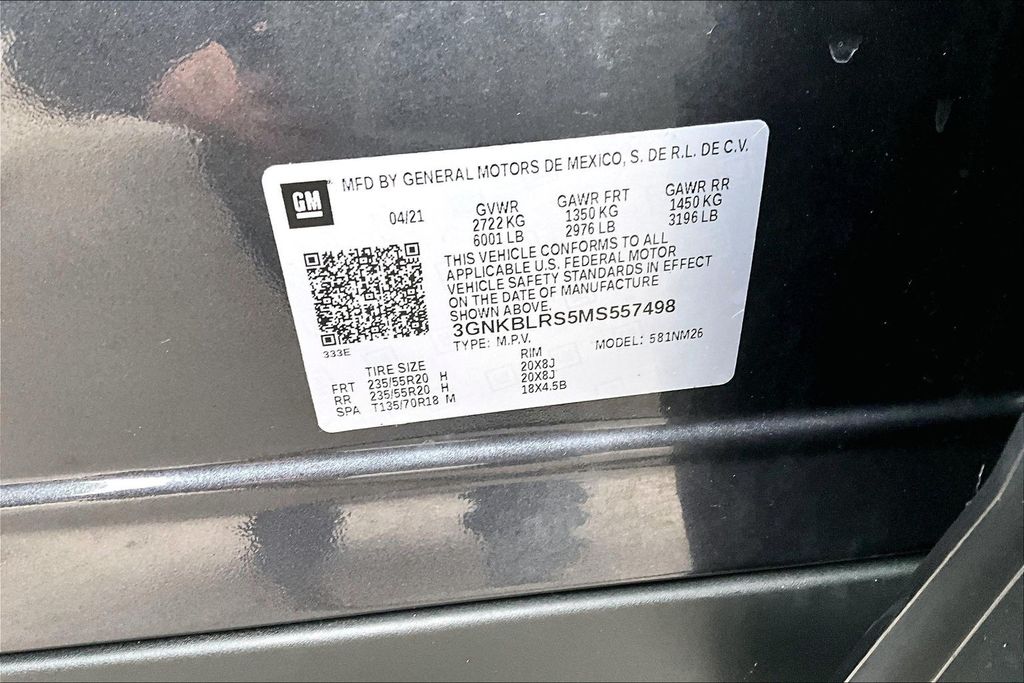 GM
MFD BY GENERAL MOTORS DE MEXICO, S. DE R.L. DE C.V.
04/21
GVWR GAWR FRT GAWR RR
2722 KG 1350 KG 1450 KG
6001 LB 2976 LB 3196 LB
THIS VEHICLE CONFORMS TO ALL
APPLICABLE U.S. FEDERAL MOTOR
VEHICLE SAFETY STANDARDS IN EFFECT
ON THE DATE OF MANUFACTURE
SHOWN ABOVE.
3GNKBLRS5MS557498
333E
TYPE: M.P.V. MODEL: 581NM26
TIRE SIZE RIM
FRT 235/55R20 H 20X8J
RR 235/55R20 H 20X8J
SPA T135/70R18 M 18X4.5B